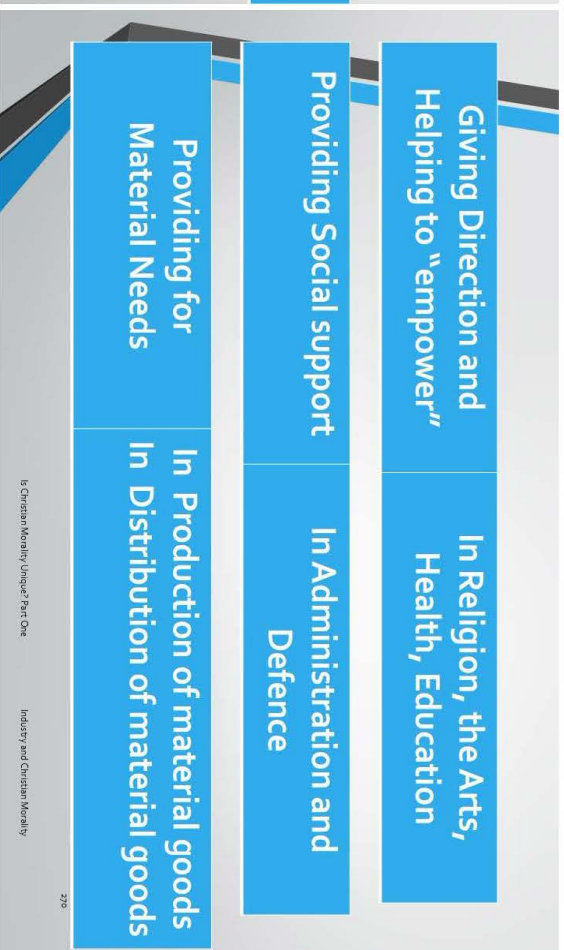 Giving Direction and
Helping to "empower"
In Religion, the Arts,
Health, Education
Providing Social support
In Administration and
Defence
Providing for
Material Needs
In Production of material goods
In Distribution of material goods
Is Christian Morality Unique? Part One
Industry and Christian Morality
270